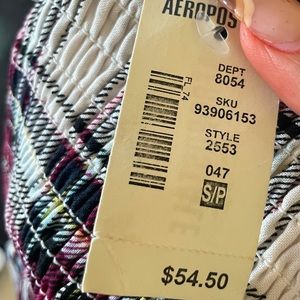 AEROPOS
DEPT
8054
FL 74
SKU
93906153
STYLE
2553
047
S/P
$54.50